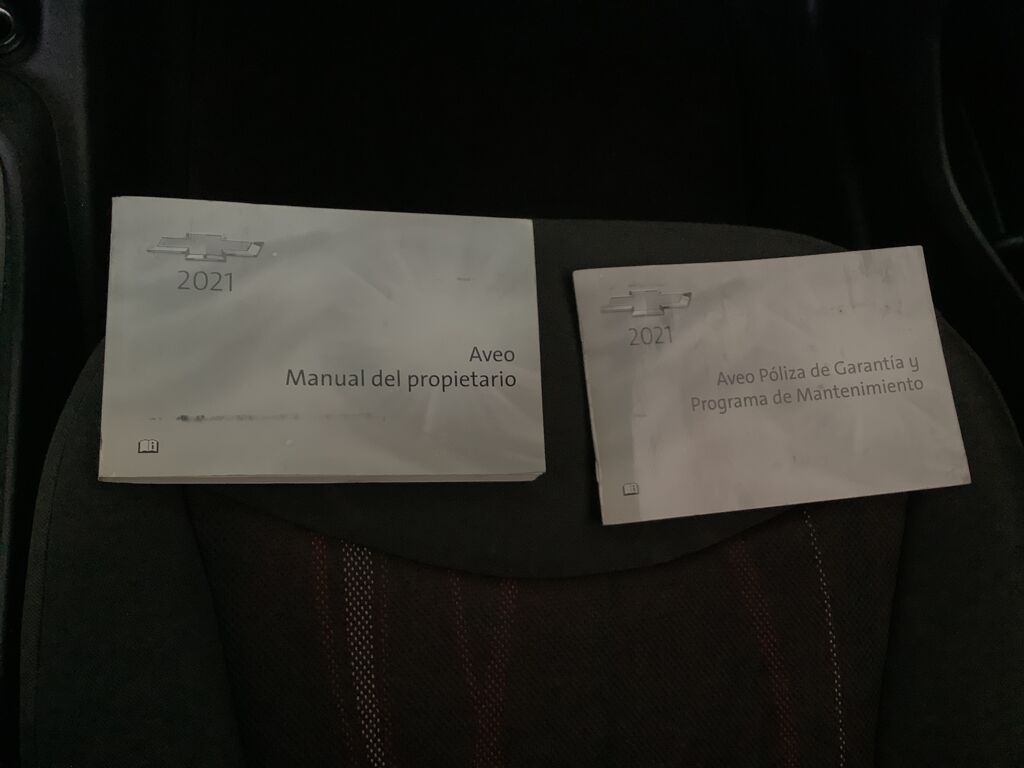 2021
Aveo
Manual del propietario
2021
Aveo Póliza de Garantía y
Programa de Mantenimiento